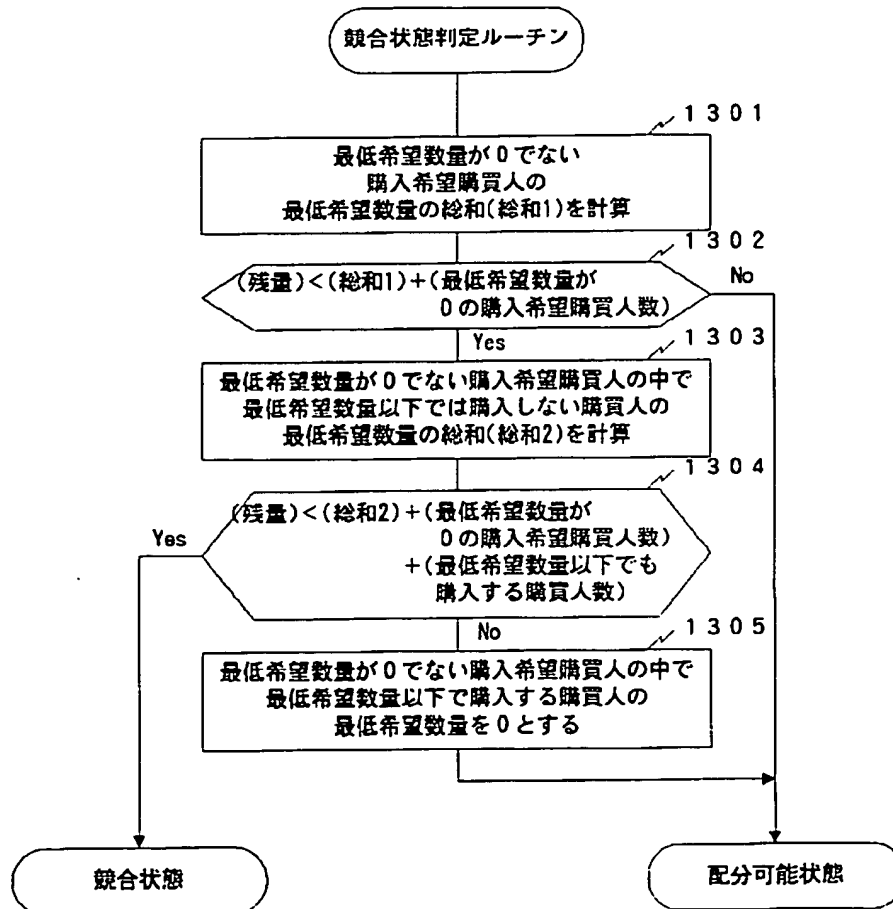 競合状態判定ルーチン
1301
最低希望数量が0でない
購入希望購買人の
最低希望数量の総和(総和1)を計算
1302
(残量)<(総和1)+(最低希望数量が
0の購入希望購買人数)
No
Yes
1303
最低希望数量が0でない購入希望購買人の中で
最低希望数量以下では購入しない購買人の
最低希望数量の総和(総和2)を計算
1304
(残量)<(総和2)+(最低希望数量が
0の購入希望購買人数)
+(最低希望数量以下でも
購入する購買人数)
Yes
No
1305
最低希望数量が0でない購入希望購買人の中で
最低希望数量以下で購入する購買人の
最低希望数量を0とする
競合状態
配分可能状態